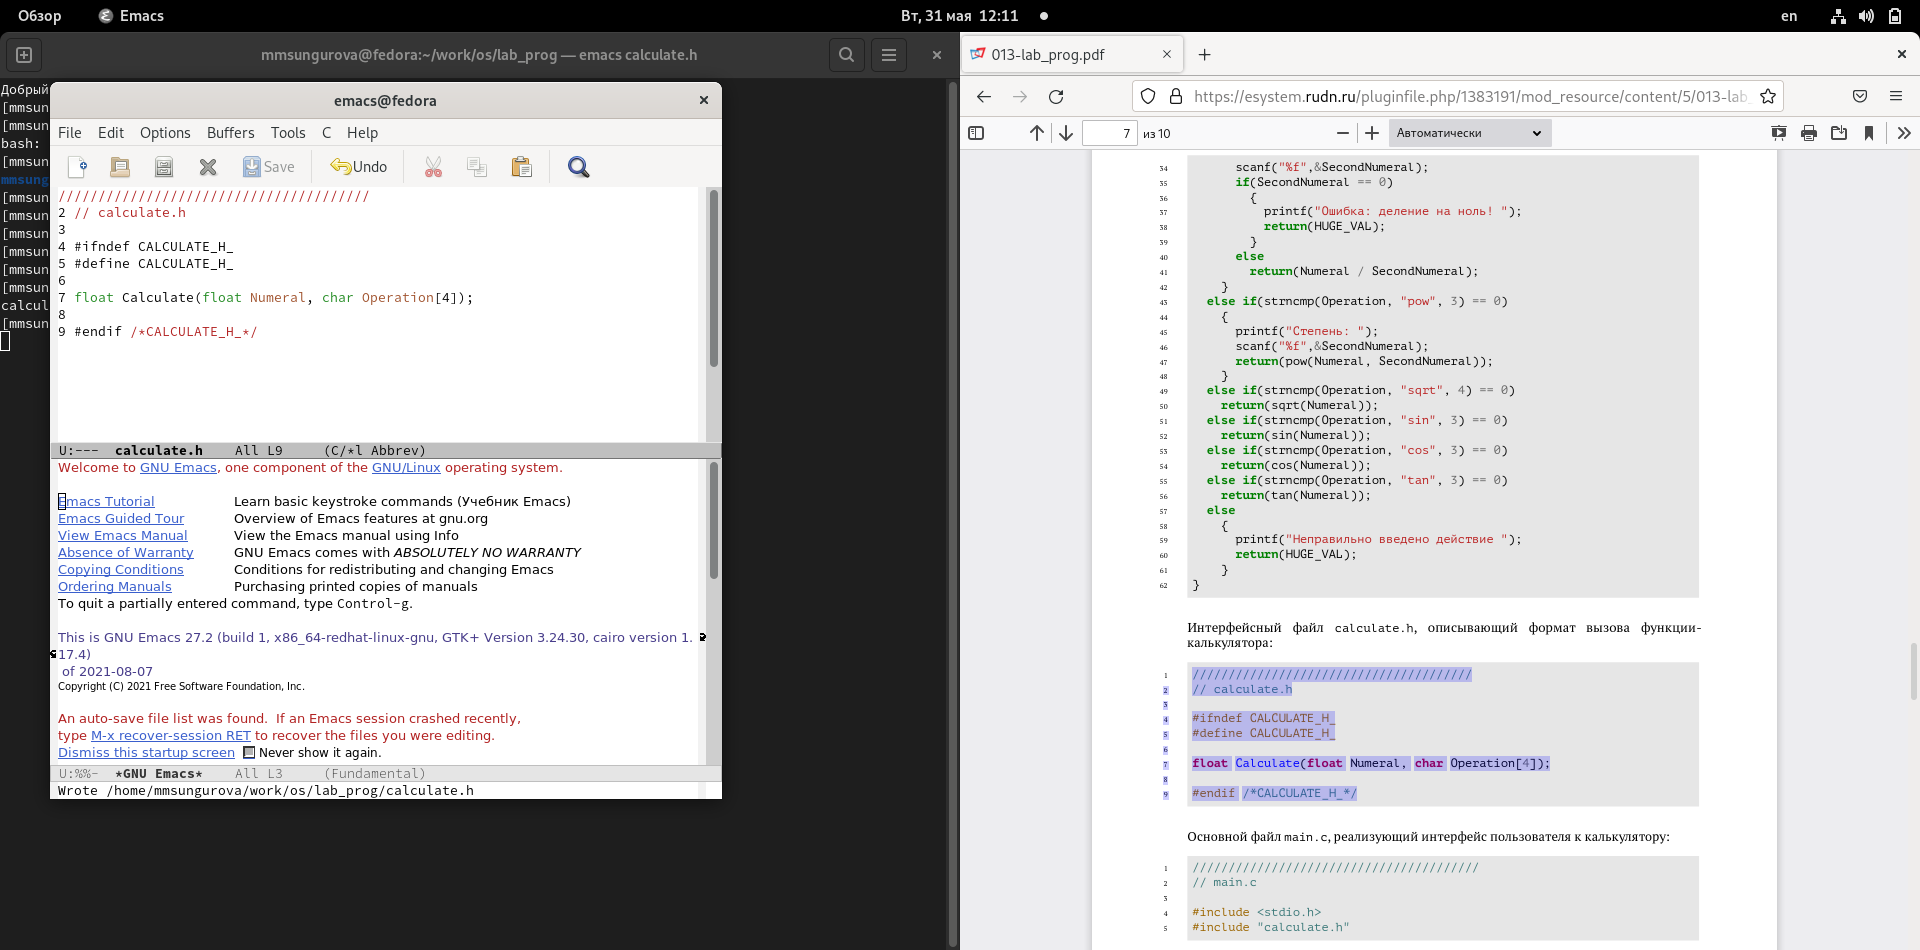 Обзор Emacs Вт, 31 мая 12:11 en
mmsungurova@fedora:~/work/os/lab_prog — emacs calculate.h
Добрый
[mmsun
[mmsun
bash:
[mmsun
mmsung
[mmsun
[mmsun
[mmsun
[mmsun
[mmsun
[mmsun
calcul
[mmsun
emacs@fedora
File Edit Options Buffers Tools C Help
Save Undo
///////////////////////////////////////
2 // calculate.h
3
4 #ifndef CALCULATE_H_
5 #define CALCULATE_H_
6
7 float Calculate(float Numeral, char Operation[4]);
8
9 #endif /*CALCULATE_H_*/
U:--- calculate.h All L9 (C/*l Abbrev)
Welcome to GNU Emacs, one component of the GNU/Linux operating system.
Emacs Tutorial Learn basic keystroke commands (Учебник Emacs)
Emacs Guided Tour Overview of Emacs features at gnu.org
View Emacs Manual View the Emacs manual using Info
Absence of Warranty GNU Emacs comes with ABSOLUTELY NO WARRANTY
Copying Conditions Conditions for redistributing and changing Emacs
Ordering Manuals Purchasing printed copies of manuals
To quit a partially entered command, type Control-g.
This is GNU Emacs 27.2 (build 1, x86_64-redhat-linux-gnu, GTK+ Version 3.24.30, cairo version 1.
17.4)
of 2021-08-07
Copyright (C) 2021 Free Software Foundation, Inc.
An auto-save file list was found. If an Emacs session crashed recently,
type M-x recover-session RET to recover the files you were editing.
Dismiss this startup screen Never show it again.
U:%%- *GNU Emacs* All L3 (Fundamental)
Wrote /home/mmsungurova/work/os/lab_prog/calculate.h
013-lab_prog.pdf
https://esystem.rudn.ru/pluginfile.php/1383191/mod_resource/content/5/013-lab_
7 из 10 Автоматически
34 scanf("%f",&SecondNumeral);
35 if(SecondNumeral == 0)
36 {
37 printf("Ошибка: деление на ноль! ");
38 return(HUGE_VAL);
39 }
40 else
41 return(Numeral / SecondNumeral);
42 }
43 else if(strncmp(Operation, "pow", 3) == 0)
44 {
45 printf("Степень: ");
46 scanf("%f",&SecondNumeral);
47 return(pow(Numeral, SecondNumeral));
48 }
49 else if(strncmp(Operation, "sqrt", 4) == 0)
50 return(sqrt(Numeral));
51 else if(strncmp(Operation, "sin", 3) == 0)
52 return(sin(Numeral));
53 else if(strncmp(Operation, "cos", 3) == 0)
54 return(cos(Numeral));
55 else if(strncmp(Operation, "tan", 3) == 0)
56 return(tan(Numeral));
57 else
58 {
59 printf("Неправильно введено действие ");
60 return(HUGE_VAL);
61 }
62 }
Интерфейсный файл calculate.h, описывающий формат вызова функции-
калькулятора:
1 ///////////////////////////////////////
2 // calculate.h
3
4 #ifndef CALCULATE_H_
5 #define CALCULATE_H_
6
7 float Calculate(float Numeral, char Operation[4]);
8
9 #endif /*CALCULATE_H_*/
Основной файл main.c, реализующий интерфейс пользователя к калькулятору:
1 ////////////////////////////////////////
2 // main.c
3
4 #include <stdio.h>
5 #include "calculate.h"